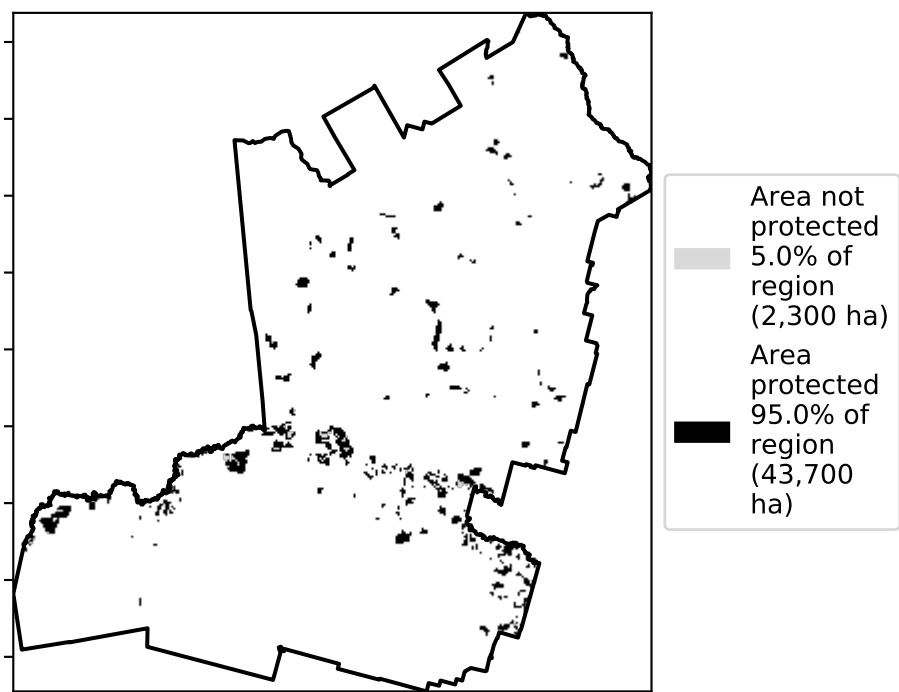 Area not
protected
5.0% of
region
(2,300 ha)
Area
protected
95.0% of
region
(43,700
ha)